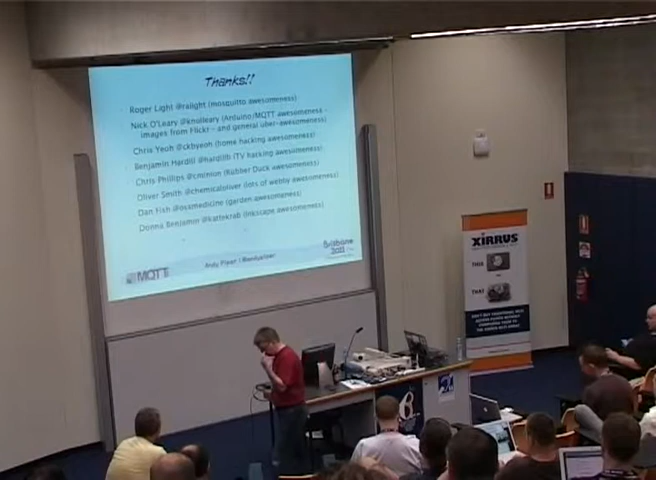 Thanks!!
Roger Light @ralight (mosquitto awesomeness)
Nick O'Leary @knolleary (Arduino/MQTT awesomeness -
images from Flickr - and general uber-awesomeness)
Chris Yeoh @ckbyeoh (home hacking awesomeness)
Benjamin Hardill @hardillb (TV hacking awesomeness)
Chris Phillips @cminion (Rubber Duck awesomeness)
Oliver Smith @chemicaloliver (lots of webby awesomeness)
Dan Fish @ossmedicine (garden awesomeness)
Donna Benjamin @kattekrab (Inkscape awesomeness)
MQTT
Andy Piper / @andypiper
Brisbane
2011
XIRRUS
THIS
THAT